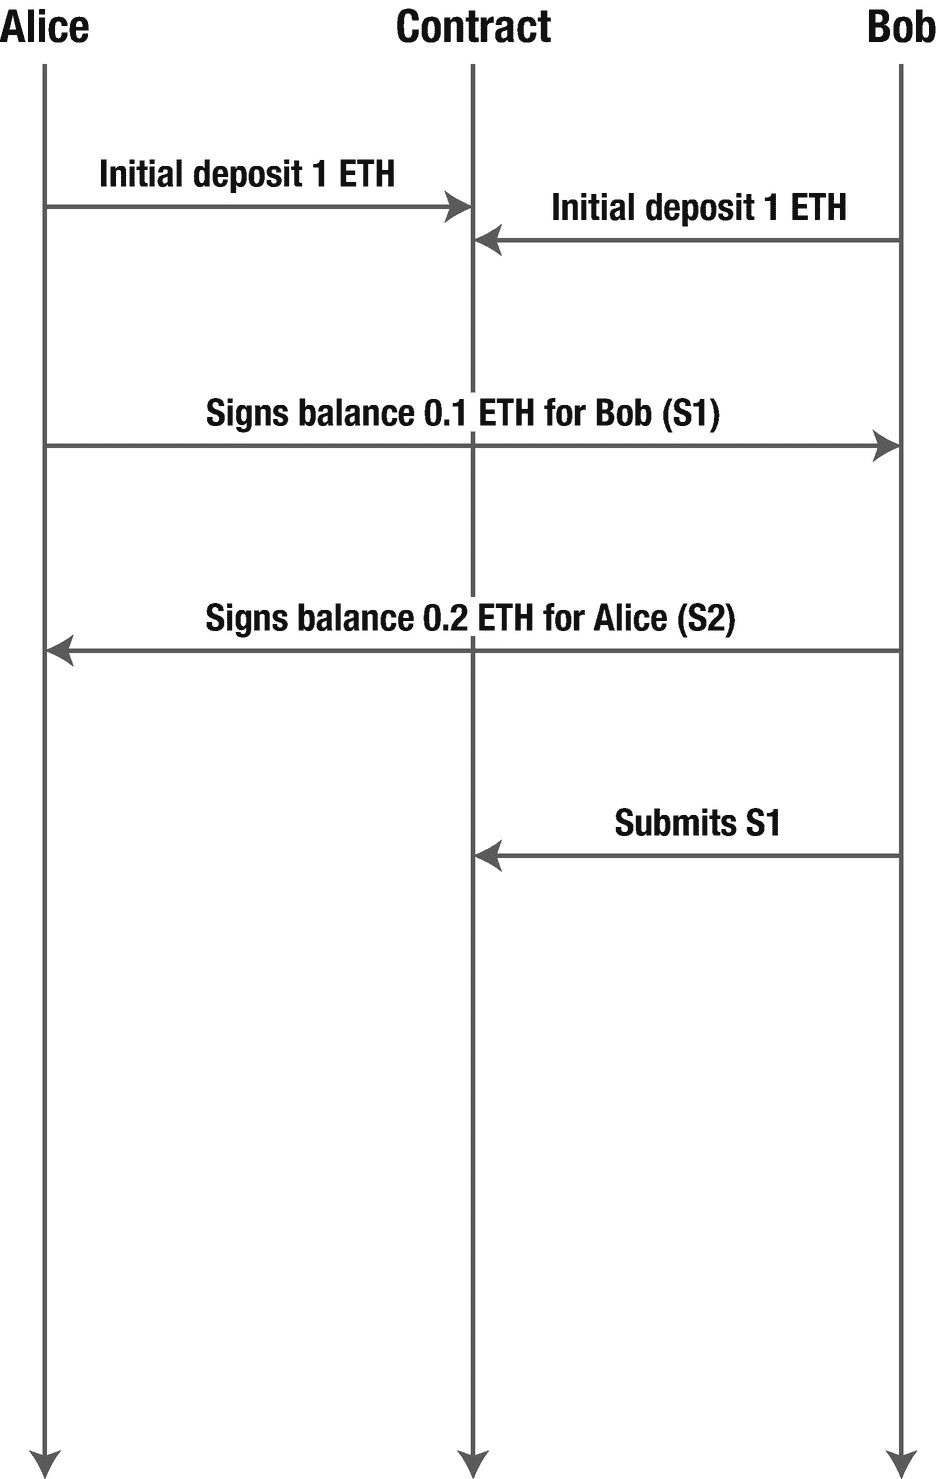 Alice
Contract
Bob
Initial deposit 1 ETH
Initial deposit 1 ETH
Signs balance 0.1 ETH for Bob (S1)
Signs balance 0.2 ETH for Alice (S2)
Submits S1